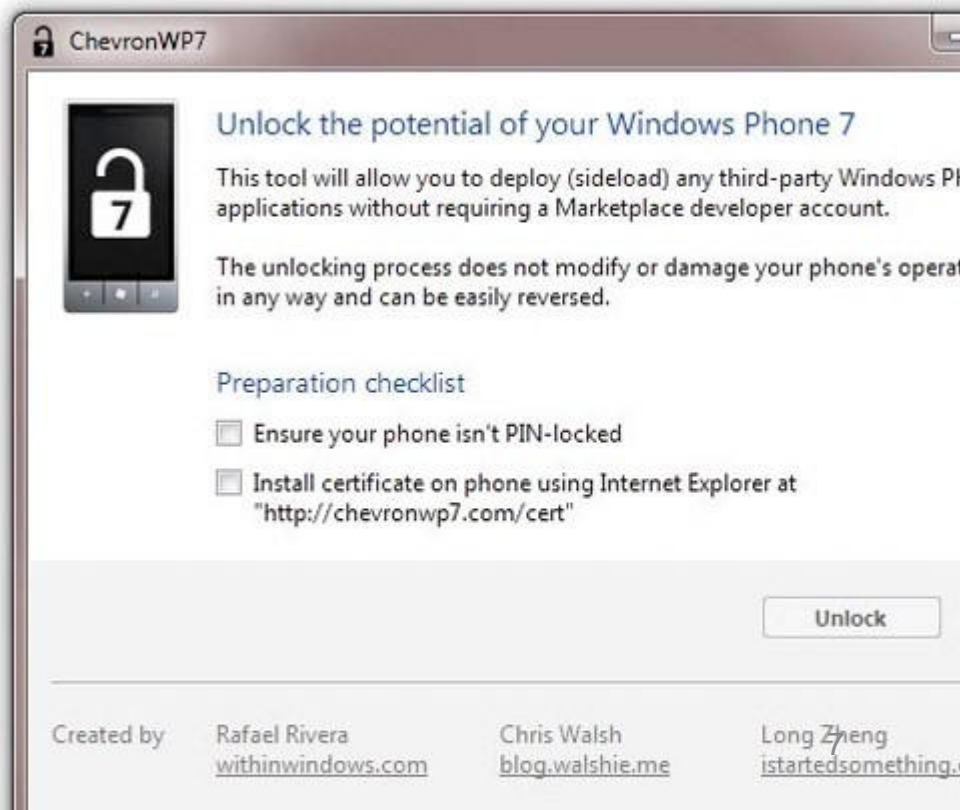 ChevronWP7
7
Unlock the potential of your Windows Phone 7
This tool will allow you to deploy (sideload) any third-party Windows
applications without requiring a Marketplace developer account.
The unlocking process does not modify or damage your phone's
in any way and can be easily reversed.
Preparation checklist
Ensure your phone isn't PIN-locked
Install certificate on phone using Internet Explorer at
"http://chevronwp7.com/cert"
Unlock
Created by Rafael Rivera Chris Walsh Long Zheng
7
withinwindows.com blog.walshie.me istartedsomething.